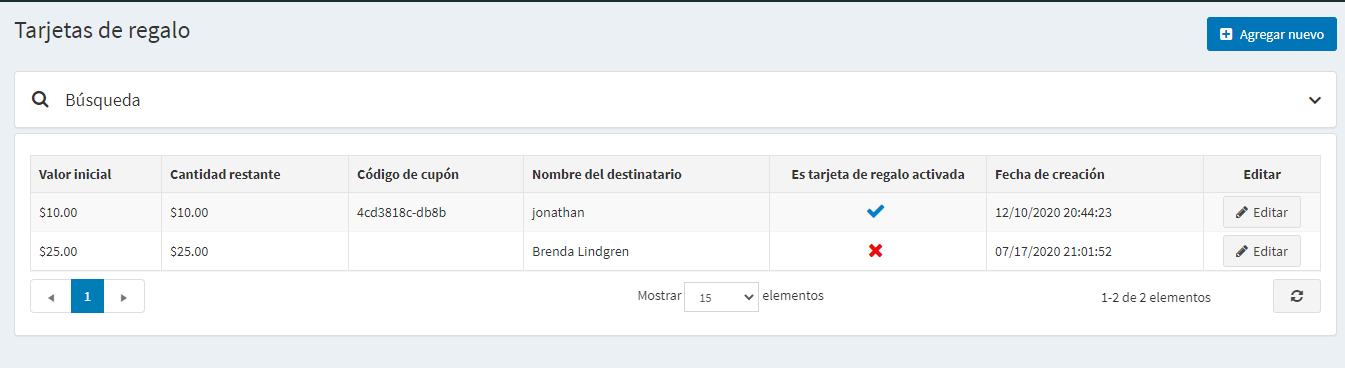 Tarjetas de regalo
Agregar nuevo
Búsqueda
Valor inicial Cantidad restante Código de cupón Nombre del destinatario Es tarjeta de regalo activada Fecha de creación Editar
$10.00 $10.00 4cd3818c-db8b jonathan 12/10/2020 20:44:23 Editar
$25.00 $25.00 Brenda Lindgren 07/17/2020 21:01:52 Editar
1 Mostrar 15 elementos 1-2 de 2 elementos